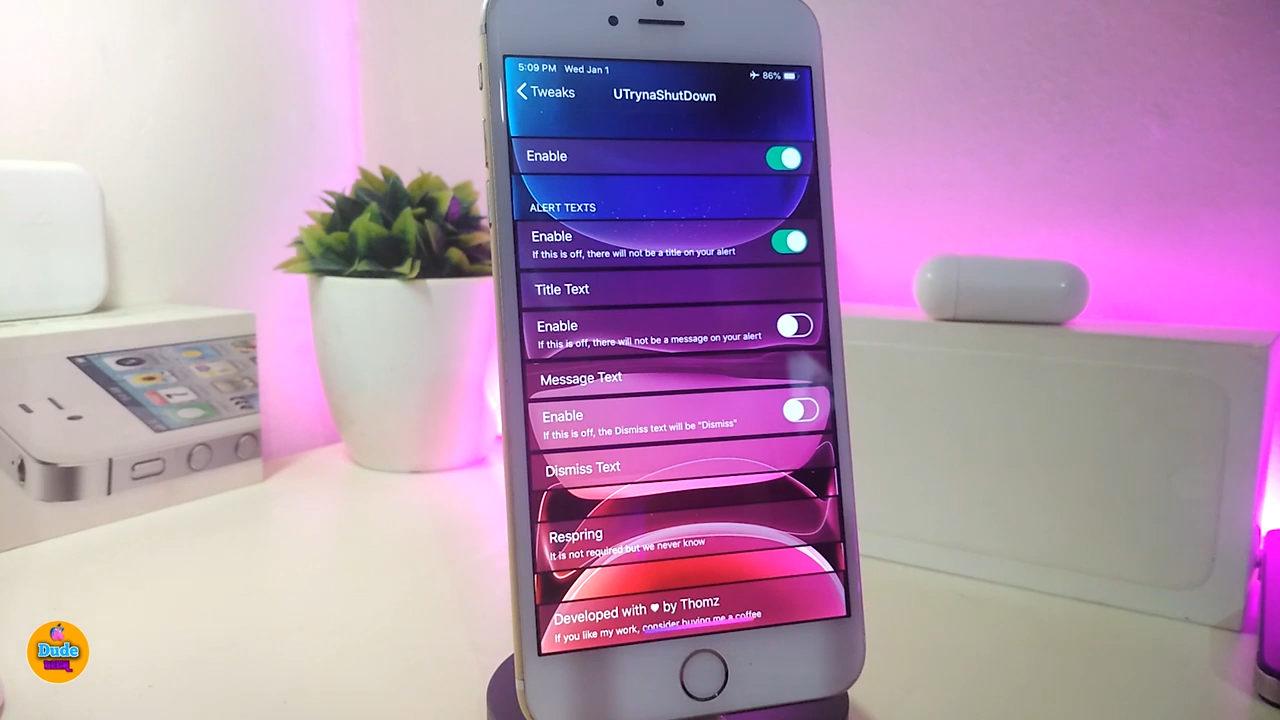 5:09 PM Wed Jan 1 86%
Tweaks UTrynaShutDown
Enable
ALERT TEXTS
Enable
If this is off, there will not be a title on your alert
Title Text
Enable
If this is off, there will not be a message on your alert
Message Text
Enable
If this is off, the Dismiss text will be "Dismiss"
Dismiss Text
Respring
It is not required but we never know
Developed with ♥ by Thomz
If you like my work, consider buying me a coffee
Dude